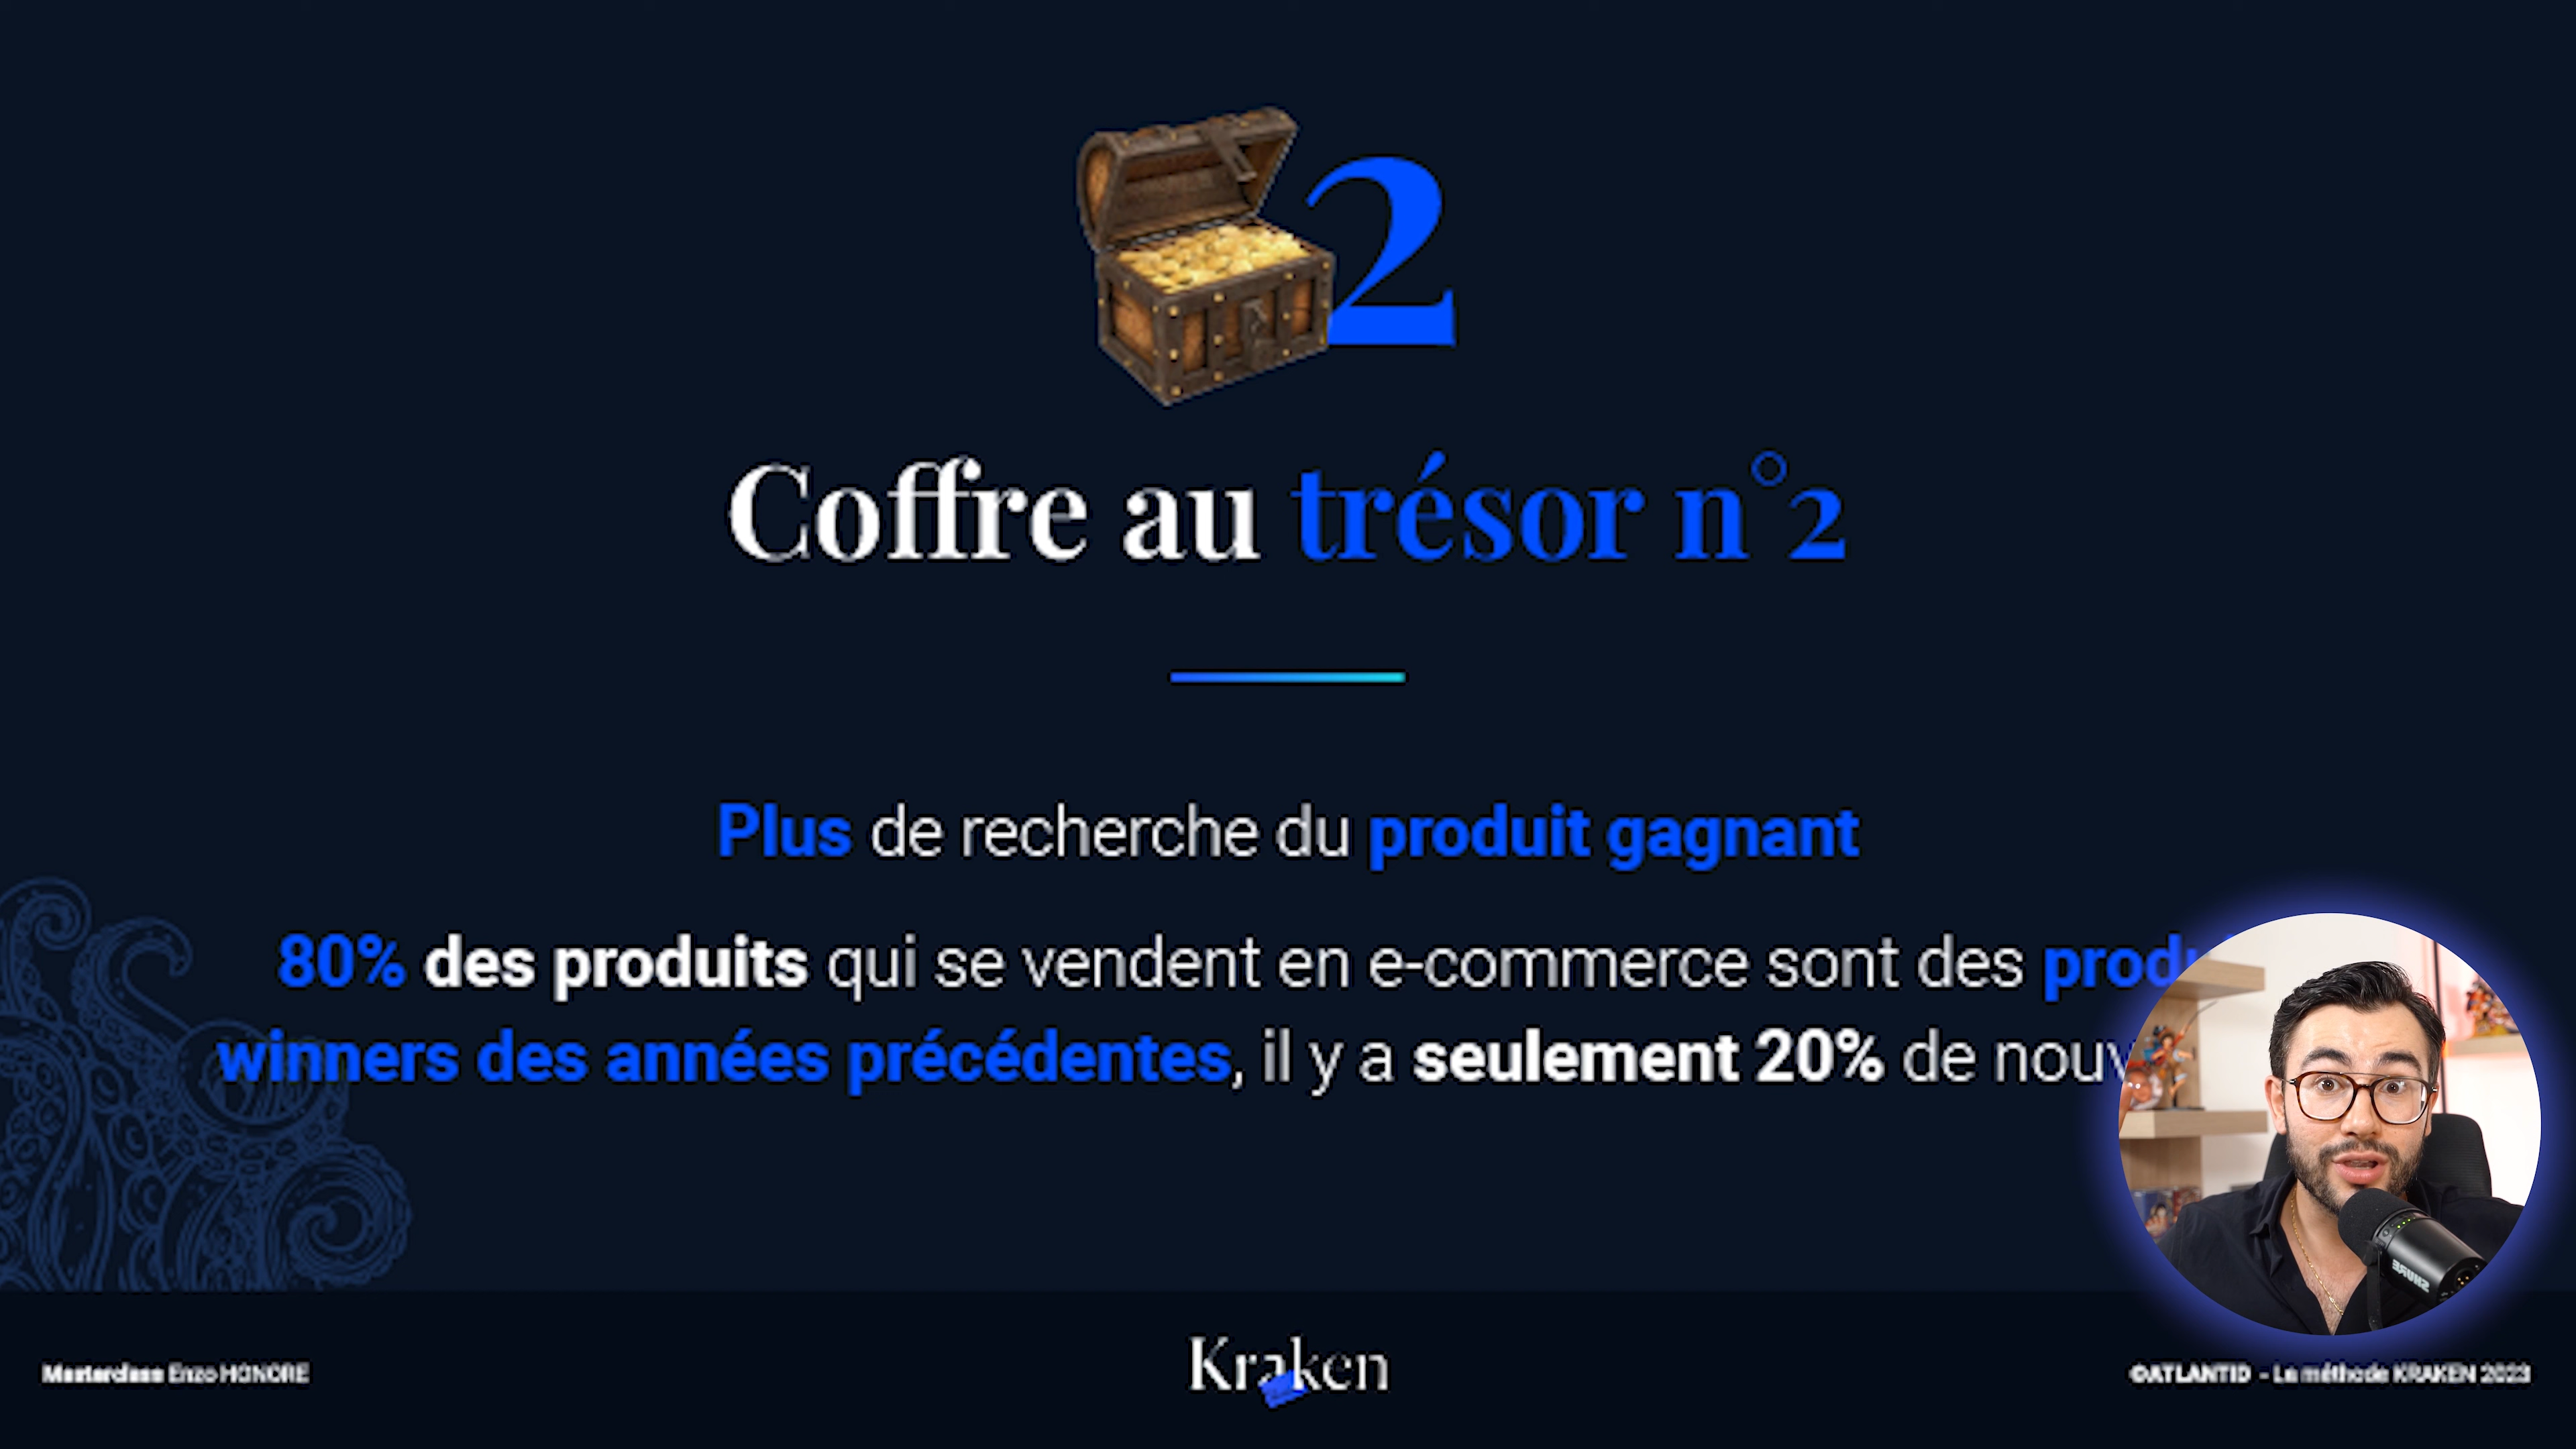 2
Coffre au trésor n°2
Plus de recherche du produit gagnant
80% des produits qui se vendent en e-commerce sont des
winners des années précédentes, il y a seulement 20% de
Masterclass Enzo HONORE
Kraken
©ATLANTID - La méthode KRAKEN 2023
SHURE